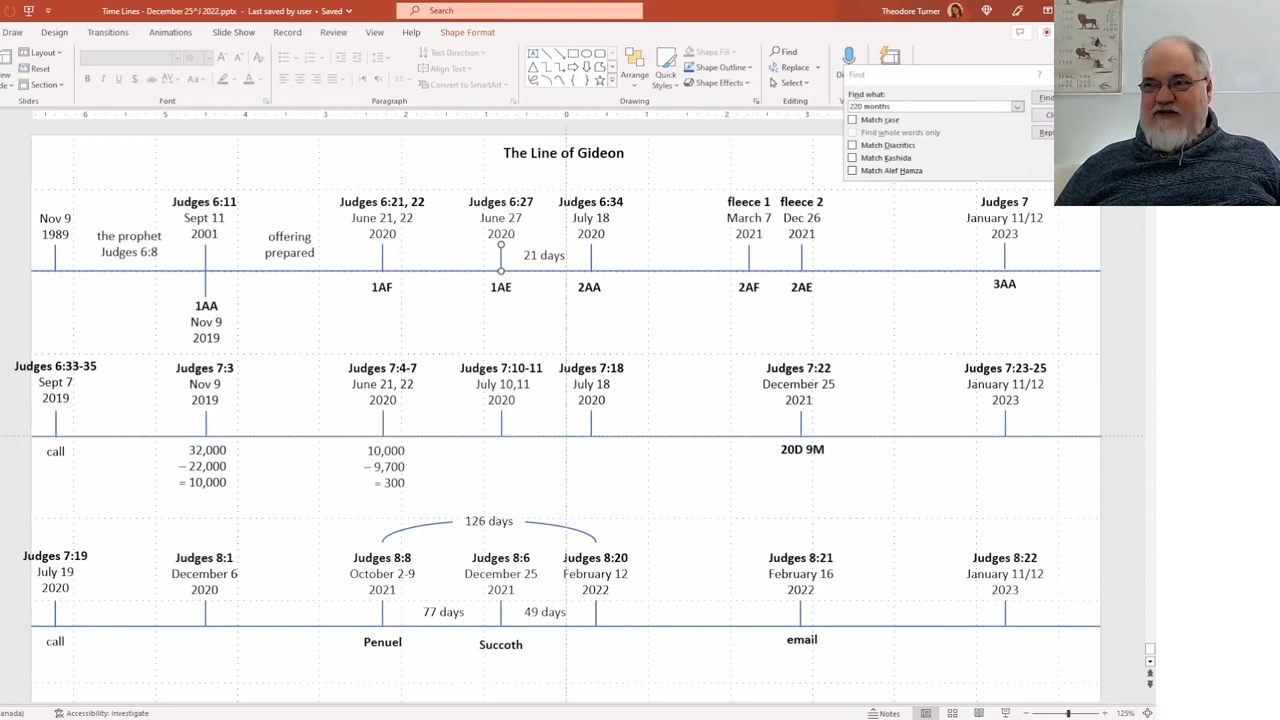 Time Lines - December 25^J 2022.pptx • Last saved by user • Saved
Search
Theodore Turner
Draw Design Transitions Animations Slide Show Record Review View Help Shape Format
Layout
Reset
Section
Slides
Font
Text Direction
Align Text
Convert to SmartArt
Paragraph
Arrange
Quick
Styles
Shape Fill
Shape Outline
Shape Effects
Drawing
Find
Replace
Select
Editing
Find
Find what:
220 months
Match case
Find whole words only
Match Diacritics
Match Kashida
Match Alef Hamza
6 5 4 3 2 1 0 1 2 3
The Line of Gideon
Nov 9
1989
the prophet
Judges 6:8
Judges 6:11
Sept 11
2001
offering
prepared
Judges 6:21, 22
June 21, 22
2020
Judges 6:27
June 27
2020
21 days
Judges 6:34
July 18
2020
fleece 1
March 7
2021
fleece 2
Dec 26
2021
Judges 7
January 11/12
2023
1AA
Nov 9
2019
1AF
1AE
2AA
2AF
2AE
3AA
Judges 6:33-35
Sept 7
2019
Judges 7:3
Nov 9
2019
Judges 7:4-7
June 21, 22
2020
Judges 7:10-11
July 10,11
2020
Judges 7:18
July 18
2020
Judges 7:22
December 25
2021
Judges 7:23-25
January 11/12
2023
call
32,000
– 22,000
= 10,000
10,000
– 9,700
= 300
20D 9M
126 days
Judges 7:19
July 19
2020
Judges 8:1
December 6
2020
Judges 8:8
October 2-9
2021
Judges 8:6
December 25
2021
Judges 8:20
February 12
2022
Judges 8:21
February 16
2022
Judges 8:22
January 11/12
2023
77 days
49 days
call
Penuel
Succoth
email
Accessibility: Investigate
Notes
125%